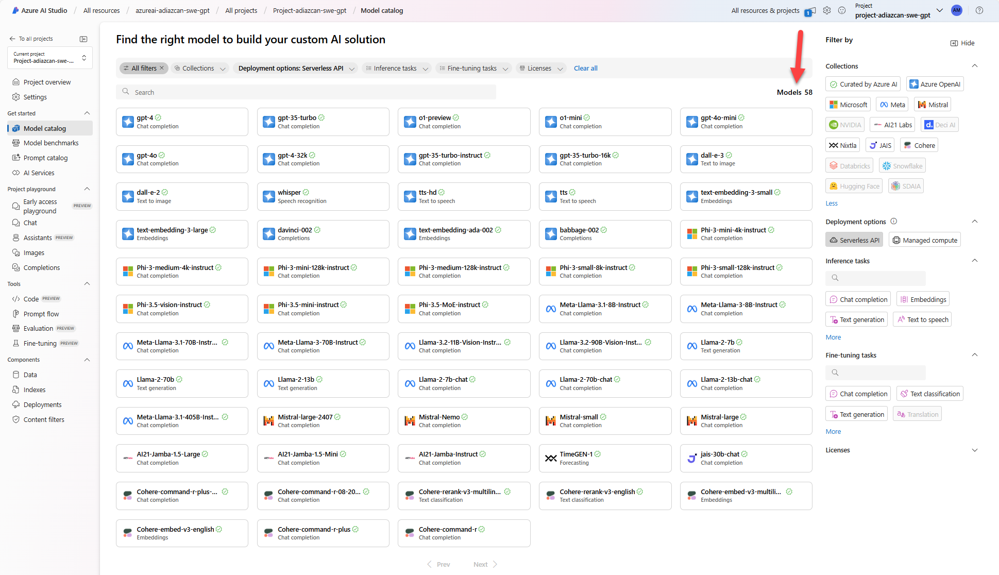 Azure AI Studio / All resources / azureai-adiazcan-swe-gpt / All projects / Project-adiazcan-swe-gpt / Model catalog
All resources & projects
1
Project
project-adiazcan-swe-gpt
AM
To all projects
Current project
Project-adiazcan-swe-...
Project overview
Settings
Get started
Model catalog
Model benchmarks
Prompt catalog
AI Services
Project playground
Early access playground PREVIEW
Chat
Assistants PREVIEW
Images
Completions
Tools
Code PREVIEW
Prompt flow
Evaluation PREVIEW
Fine-tuning PREVIEW
Components
Data
Indexes
Deployments
Content filters
Find the right model to build your custom AI solution
All filters Collections Deployment options: Serverless API Inference tasks Fine-tuning tasks Licenses Clear all
Search
Models 58
gpt-4
Chat completion
gpt-35-turbo
Chat completion
o1-preview
Chat completion
o1-mini
Chat completion
gpt-4o-mini
Chat completion
gpt-4o
Chat completion
gpt-4-32k
Chat completion
gpt-35-turbo-instruct
Chat completion
gpt-35-turbo-16k
Chat completion
dall-e-3
Text to image
dall-e-2
Text to image
whisper
Speech recognition
tts-hd
Text to speech
tts
Text to speech
text-embedding-3-small
Embeddings
text-embedding-3-large
Embeddings
davinci-002
Completions
text-embedding-ada-002
Embeddings
babbage-002
Completions
Phi-3-mini-4k-instruct
Chat completion
Phi-3-medium-4k-instruct
Chat completion
Phi-3-mini-128k-instruct
Chat completion
Phi-3-medium-128k-instruct
Chat completion
Phi-3-small-8k-instruct
Chat completion
Phi-3-small-128k-instruct
Chat completion
Phi-3.5-vision-instruct
Chat completion
Phi-3.5-mini-instruct
Chat completion
Phi-3.5-MoE-instruct
Chat completion
Meta-Llama-3.1-8B-Instruct
Chat completion
Meta-Llama-3-8B-Instruct
Chat completion
Meta-Llama-3.1-70B-Instr...
Chat completion
Meta-Llama-3-70B-Instruct
Chat completion
Llama-3.2-11B-Vision-Instr...
Chat completion
Llama-3.2-90B-Vision-Inst...
Chat completion
Llama-2-7b
Text generation
Llama-2-70b
Text generation
Llama-2-13b
Text generation
Llama-2-7b-chat
Chat completion
Llama-2-70b-chat
Chat completion
Llama-2-13b-chat
Chat completion
Meta-Llama-3.1-405B-Inst...
Chat completion
Mistral-large-2407
Chat completion
Mistral-Nemo
Chat completion
Mistral-small
Chat completion
Mistral-large
Chat completion
AI21-Jamba-1.5-Large
Chat completion
AI21-Jamba-1.5-Mini
Chat completion
AI21-Jamba-Instruct
Chat completion
TimeGEN-1
Forecasting
jais-30b-chat
Chat completion
Cohere-command-r-plus-...
Chat completion
Cohere-command-r-08-20...
Chat completion
Cohere-rerank-v3-multilin...
Text classification
Cohere-rerank-v3-english
Text classification
Cohere-embed-v3-multili...
Embeddings
Cohere-embed-v3-english
Embeddings
Cohere-command-r-plus
Chat completion
Cohere-command-r
Chat completion
Prev Next
Filter by
Hide
Collections
Curated by Azure AI Azure OpenAI
Microsoft Meta Mistral
NVIDIA AI21 Labs Deci AI
Nixtla JAIS Cohere
Databricks Snowflake
Hugging Face SDAIA
Less
Deployment options
Serverless API Managed compute
Inference tasks
Chat completion Embeddings
Text generation Text to speech
More
Fine-tuning tasks
Chat completion Text classification
Text generation Translation
More
Licenses